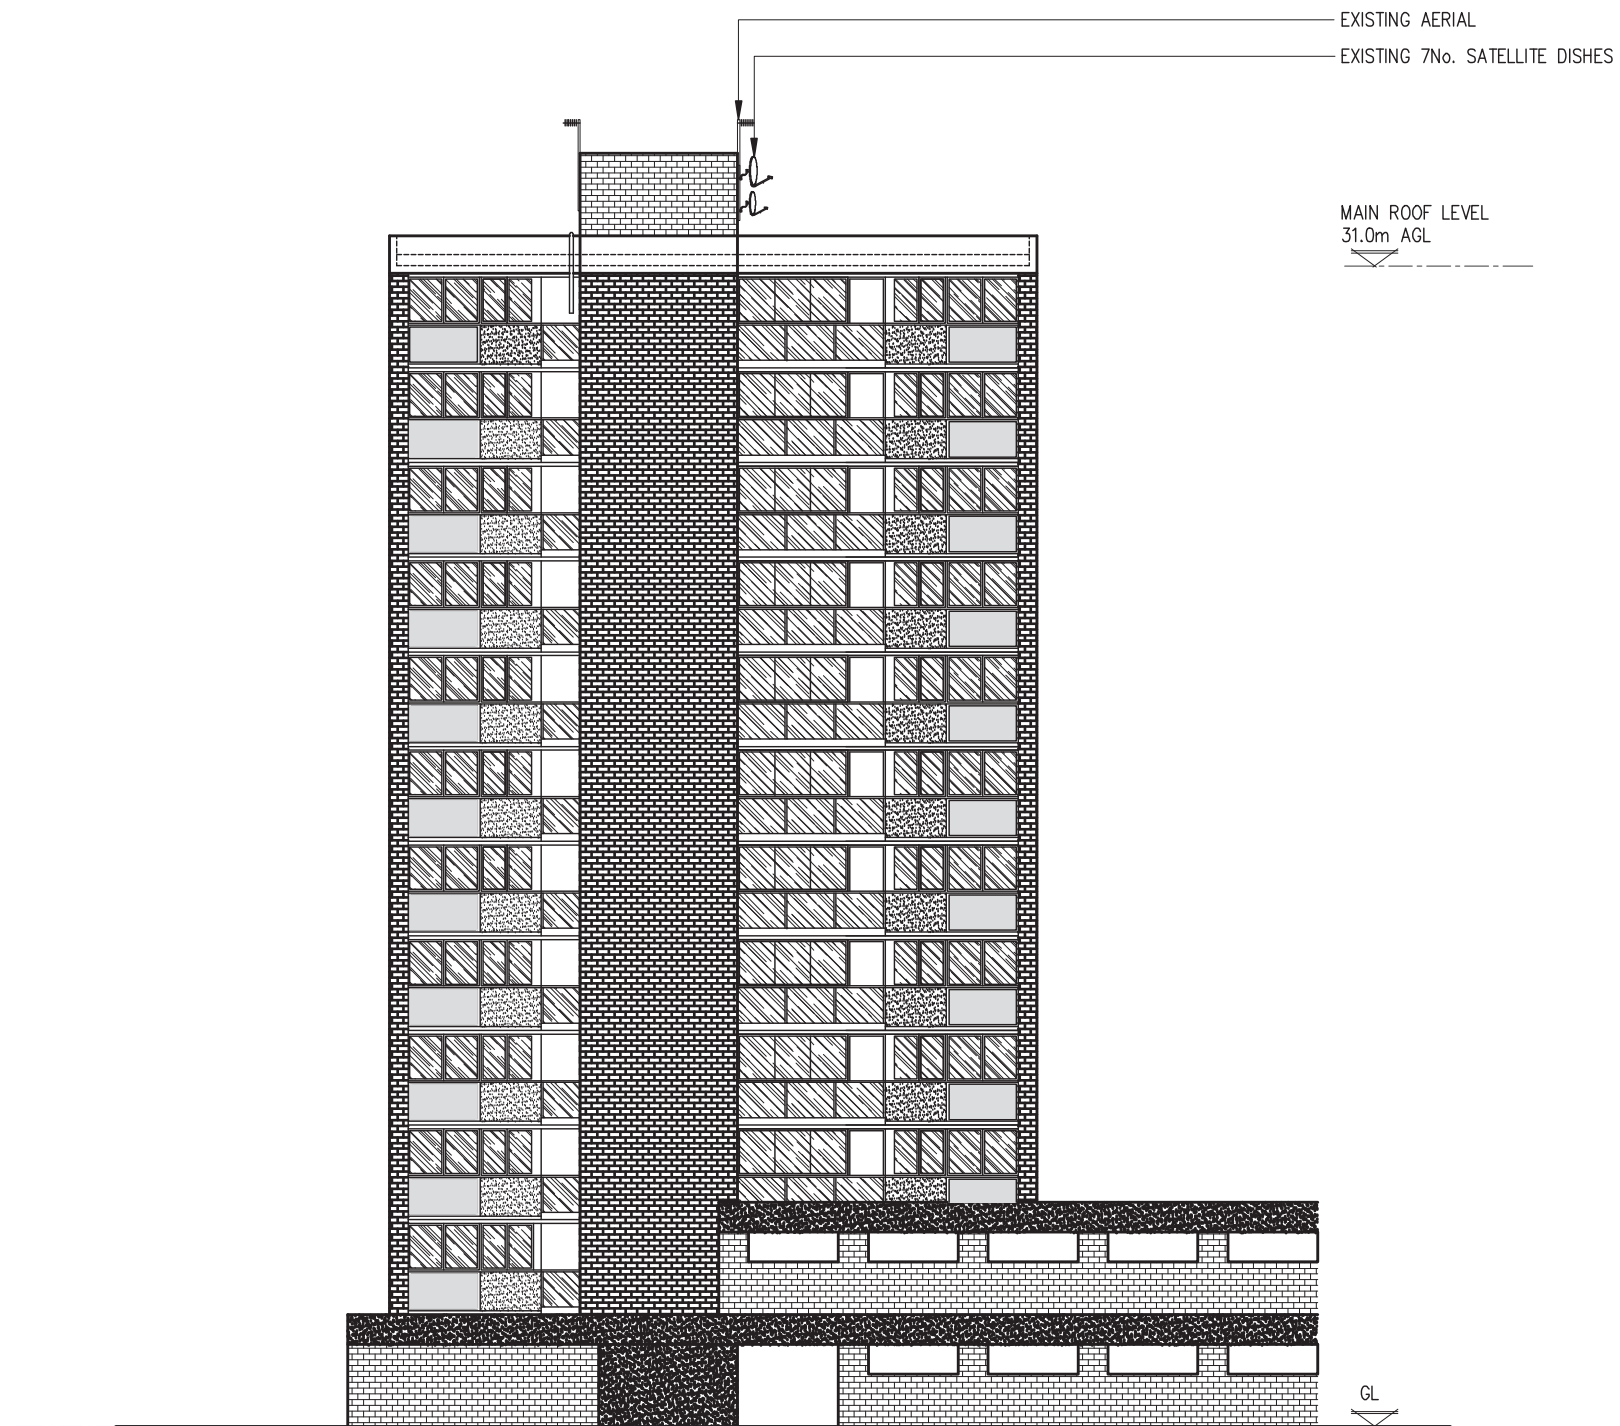 EXISTING AERIAL
EXISTING 7No. SATELLITE DISHES
MAIN ROOF LEVEL
31.0m AGL
GL